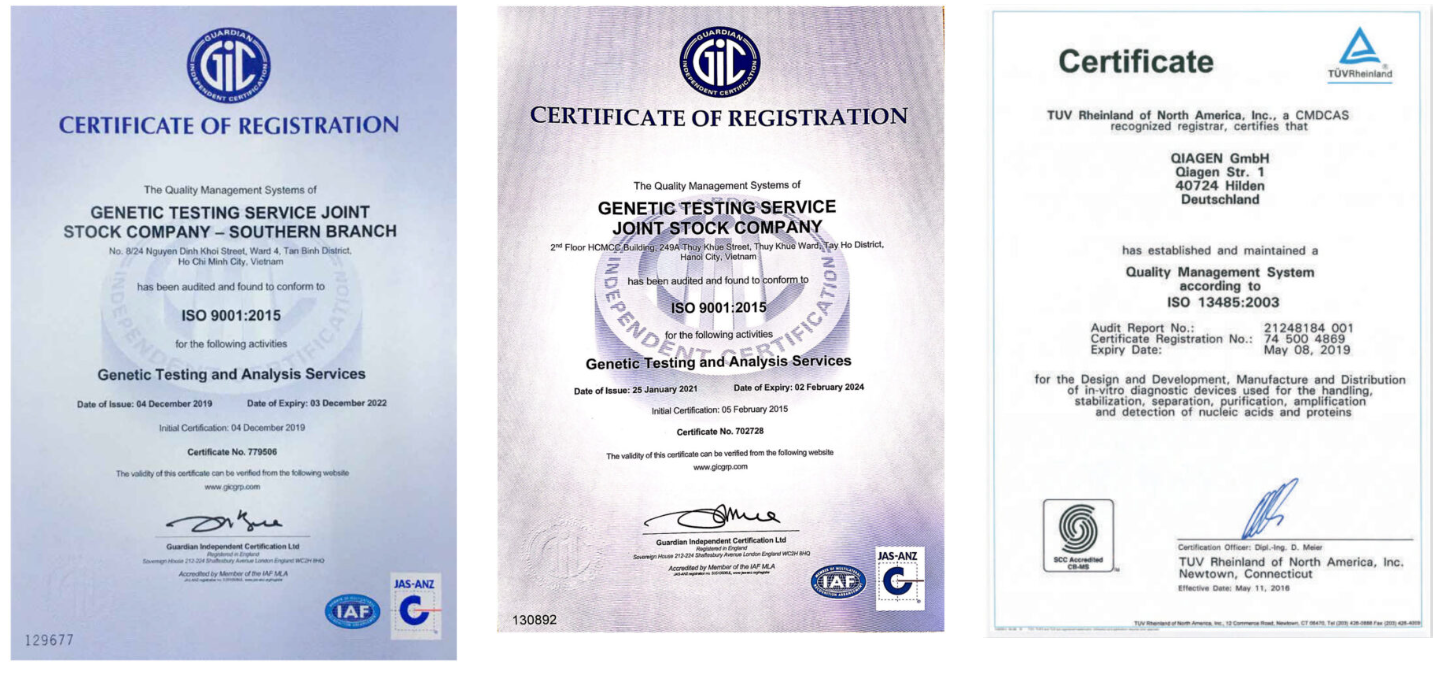 GUARDIAN
GIC
INDEPENDENT CERTIFICATION
CERTIFICATE OF REGISTRATION
The Quality Management Systems of
GENETIC TESTING SERVICE JOINT
STOCK COMPANY – SOUTHERN BRANCH
No. 8/24 Nguyen Dinh Khoi Street, Ward 4, Tan Binh District,
Ho Chi Minh City, Vietnam
has been audited and found to conform to
ISO 9001:2015
for the following activities
Genetic Testing and Analysis Services
Date of Issue: 04 December 2019 Date of Expiry: 03 December 2022
Initial Certification: 04 December 2019
Certificate No. 779506
The validity of this certificate can be verified from the following website
www.gicgrp.com
Guardian Independent Certification Ltd
Registered in England
Sovereign House 212-224 Shaftesbury Avenue London England WC2H 8HQ
Accredited by Member of the IAF MLA
IAF
JAS-ANZ
129677
GUARDIAN
GIC
INDEPENDENT CERTIFICATION
CERTIFICATE OF REGISTRATION
The Quality Management Systems of
GENETIC TESTING SERVICE
JOINT STOCK COMPANY
2nd Floor HCMCC Building, 249A Thuy Khue Street, Thuy Khue Ward, Tay Ho District,
Hanoi City, Vietnam
has been audited and found to conform to
ISO 9001:2015
for the following activities
INDEPENDENT CERTIFICATION
Genetic Testing and Analysis Services
Date of Issue: 25 January 2021 Date of Expiry: 02 February 2024
Initial Certification: 05 February 2015
Certificate No. 702728
The validity of this certificate can be verified from the following website
www.gicgrp.com
Guardian Independent Certification Ltd
Registered in England
Sovereign House 212-224 Shaftesbury Avenue London England WC2H 8HQ
Accredited by Member of the IAF MLA
IAF
JAS-ANZ
130892
Certificate
TÜVRheinland
TUV Rheinland of North America, Inc., a CMDCAS
recognized registrar, certifies that
QIAGEN GmbH
Qiagen Str. 1
40724 Hilden
Deutschland
has established and maintained a
Quality Management System
according to
ISO 13485:2003
Audit Report No.: 21248184 001
Certificate Registration No.: 74 500 4869
Expiry Date: May 08, 2019
for the Design and Development, Manufacture and Distribution
of in-vitro diagnostic devices used for the handling,
stabilization, separation, purification, amplification
and detection of nucleic acids and proteins
SCC Accredited
CB-MS
Certification Officer: Dipl.-Ing. D. Meier
TUV Rheinland of North America, Inc.
Newtown, Connecticut
Effective Date: May 11, 2016
TUV Rheinland of North America, Inc., 12 Commerce Road, Newtown, CT 06470, Tel (203) 426-0888 Fax (203) 426-4009